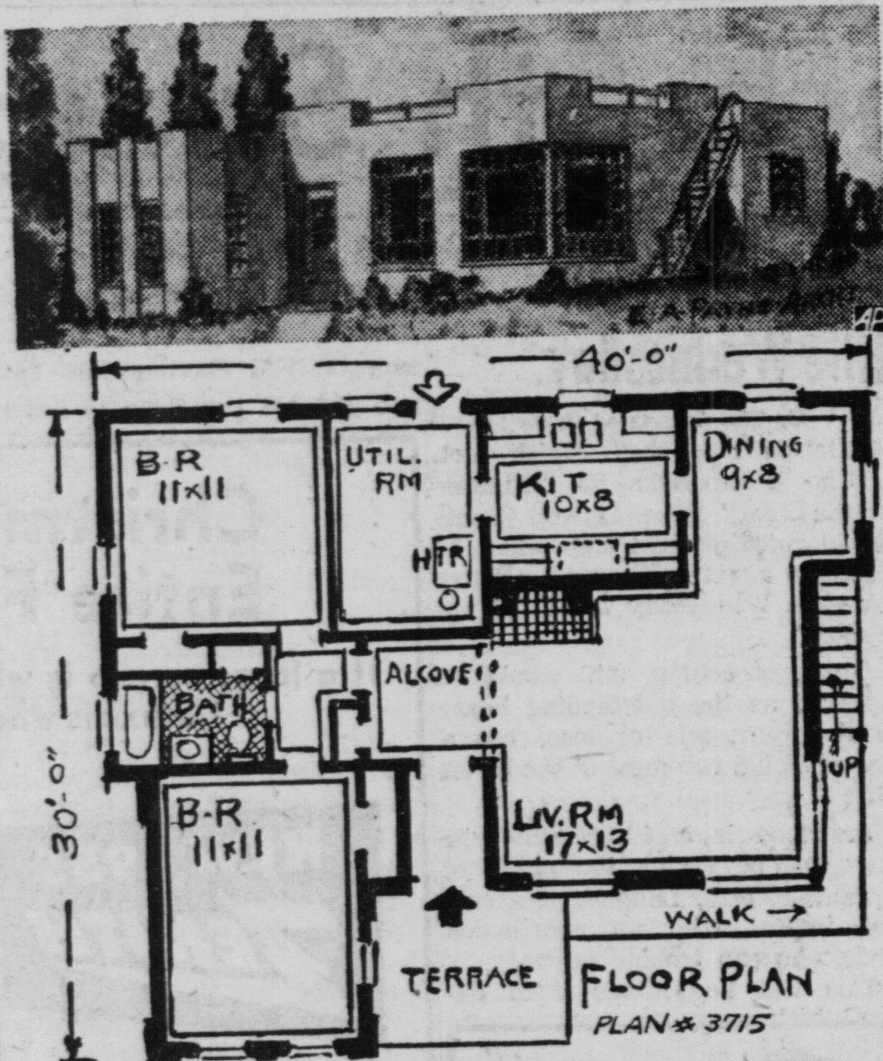 E. A. PAYNE - ARCHT.
AP
40'-0"
B-R
11x11
UTIL.
RM
KIT
10x8
DINING
9x8
HTR
ALCOVE
BATH
30'-0"
UP
B-R
11x11
LIV. RM
17x13
WALK →
TERRACE
FLOOR PLAN
PLAN # 3715